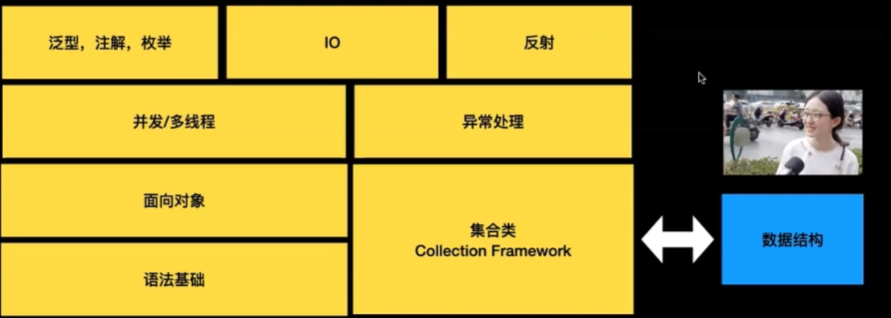 泛型，注解，枚举
IO
反射
并发/多线程
异常处理
面向对象
集合类
Collection Framework
数据结构
语法基础